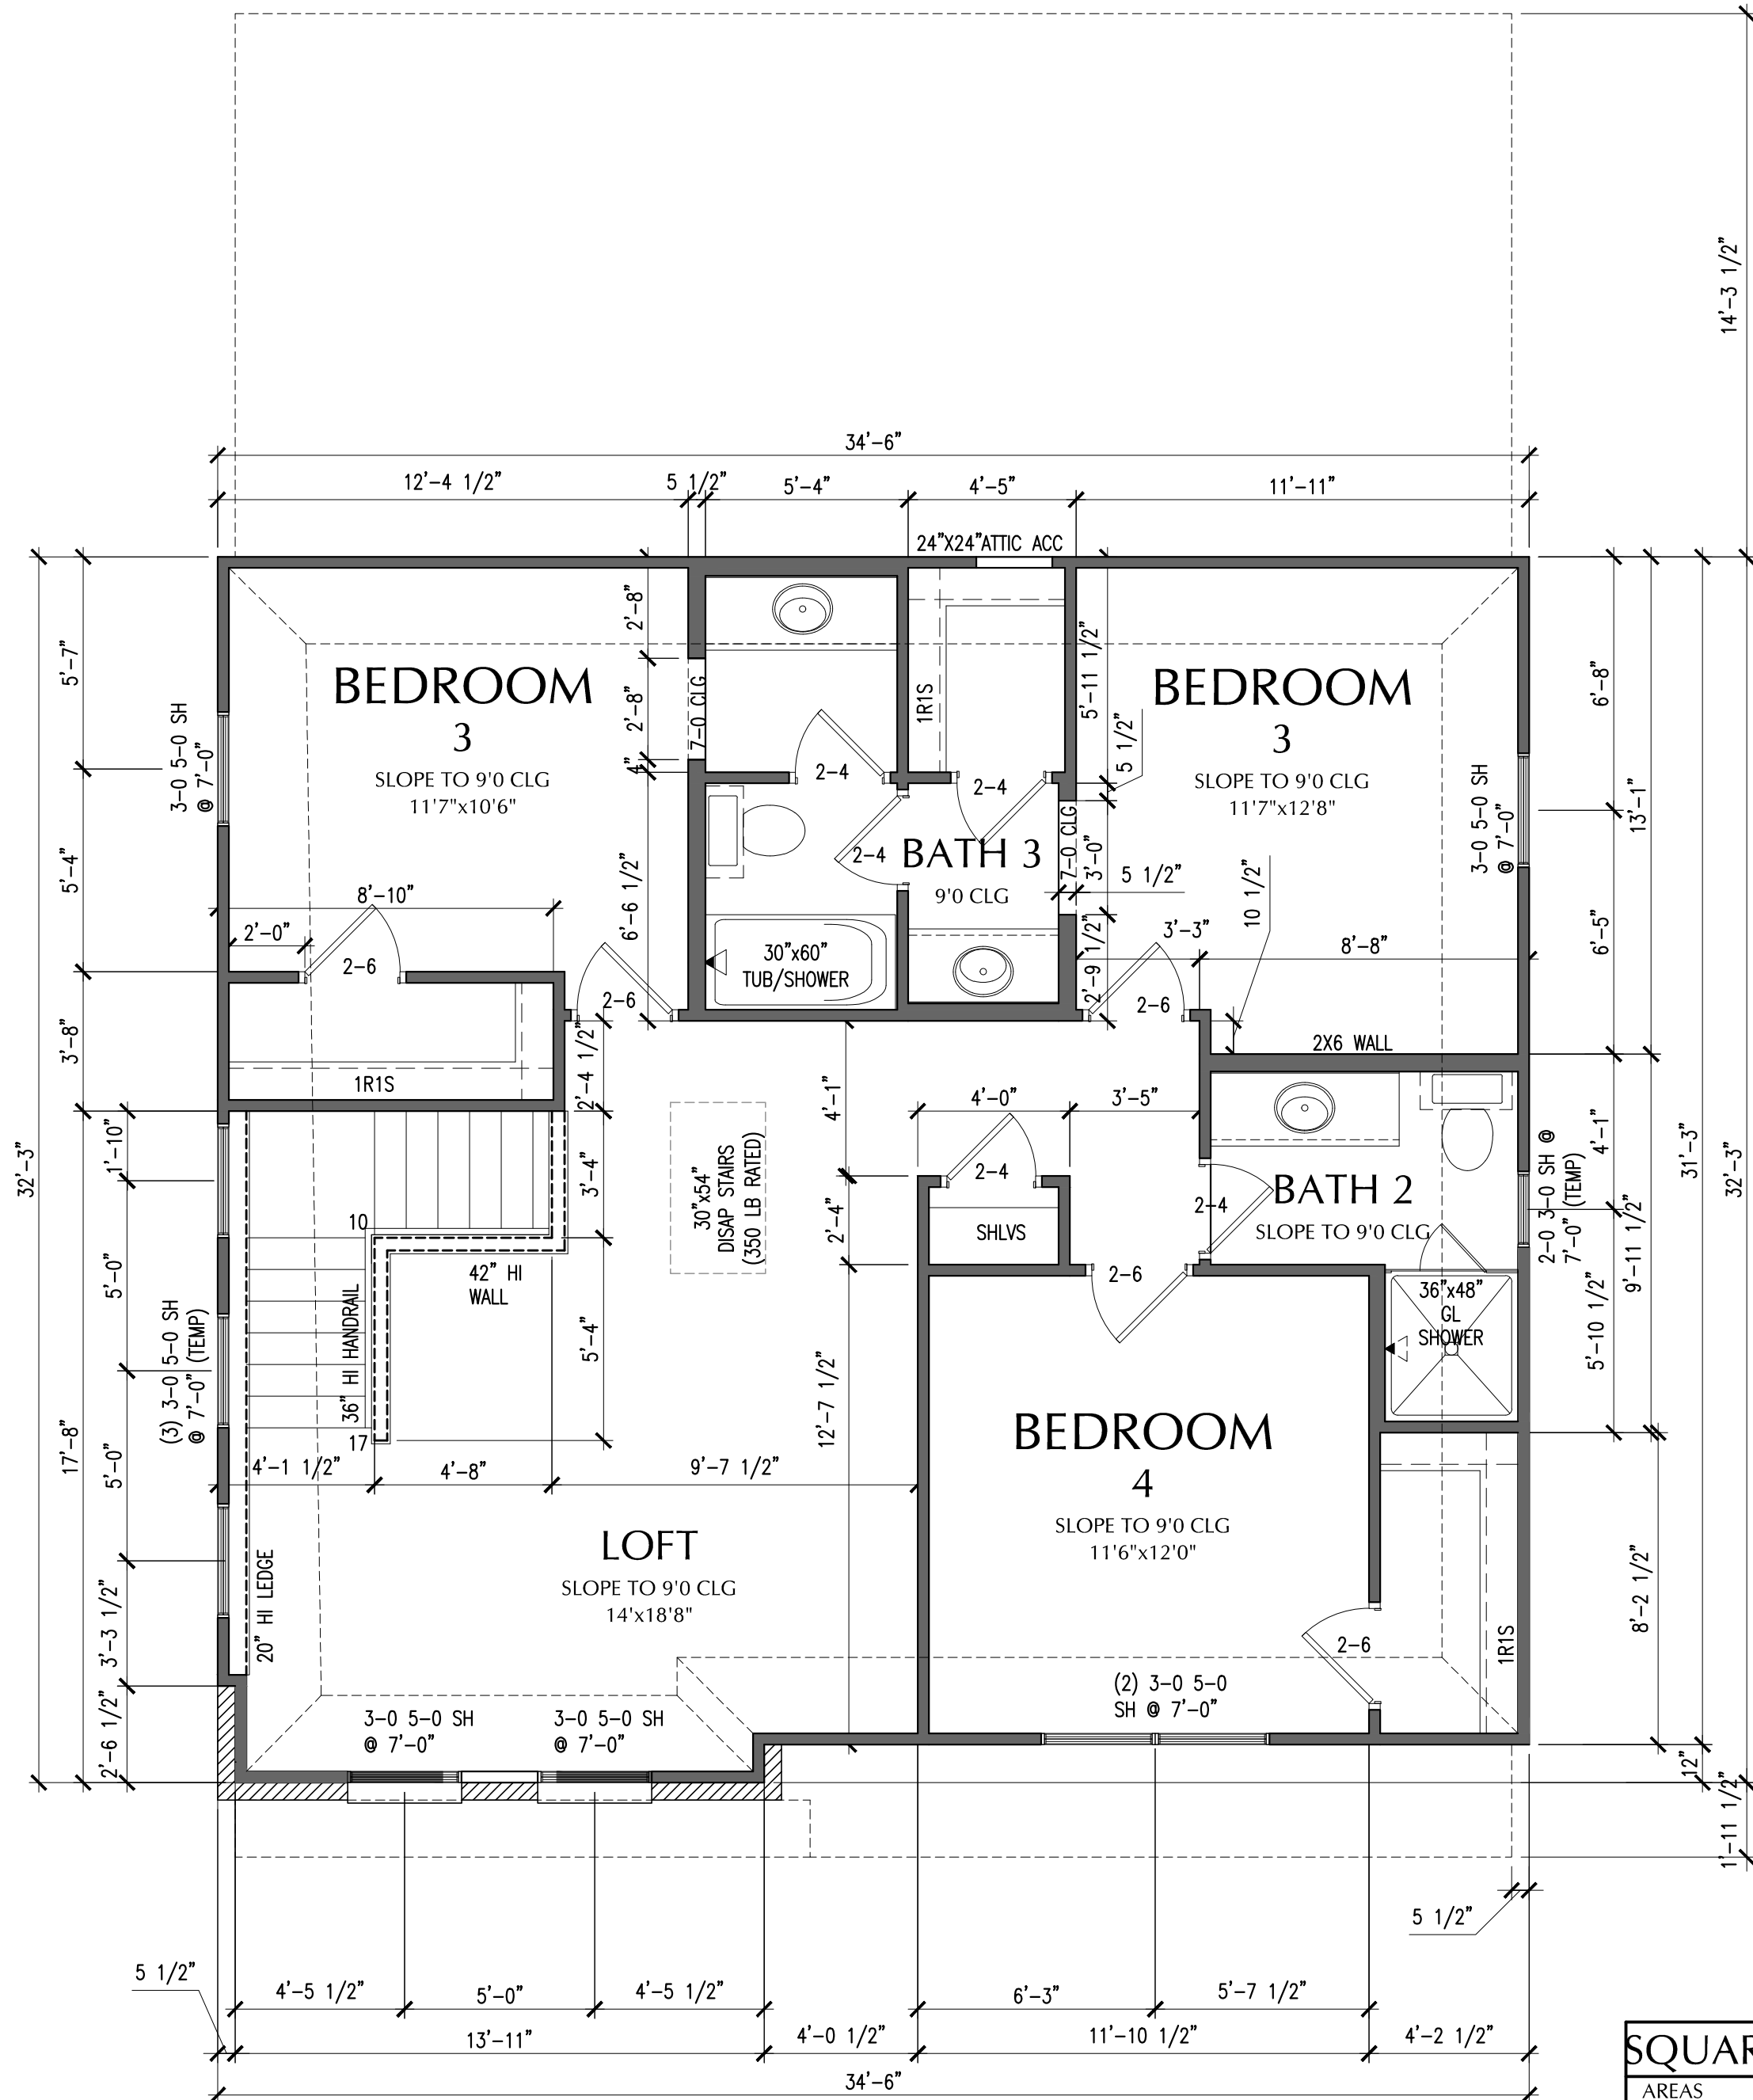 14'-3 1/2"
34'-6"
12'-4 1/2"
5 1/2"
5'-4"
4'-5"
11'-11"
24"X24"ATTIC ACC
5'-7"
3-0 5-0 SH
@ 7'-0"
5'-4"
3'-8"
32'-3"
BEDROOM
3
SLOPE TO 9'0 CLG
11'7"x10'6"
2'-8"
2'-8"
4"
7-0 CLG
6'-6 1/2"
8'-10"
2'-0"
2-6
2-6
1R1S
2-4
2-4
2-4
1R1S
BATH 3
9'0 CLG
30"x60"
TUB/SHOWER
5'-11 1/2"
5 1/2"
7-0 CLG
3'-0"
5 1/2"
2'-9 1/2"
BEDROOM
3
SLOPE TO 9'0 CLG
11'7"x12'8"
3-0 5-0 SH
@ 7'-0"
10 1/2"
3'-3"
8'-8"
2-6
2X6 WALL
6'-8"
13'-1"
6'-5"
31'-3"
32'-3"
2'-4 1/2"
3'-4"
5'-4"
30"x54"
DISAP STAIRS
(350 LB RATED)
4'-1"
4'-0"
3'-5"
2-4
2'-4"
SHLVS
2-4
BATH 2
SLOPE TO 9'0 CLG
2-0 3-0 SH @
7'-0" (TEMP)
4'-1"
9'-11 1/2"
5'-10 1/2"
36"x48"
GL
SHOWER
2-6
1'-10"
5'-0"
(3) 3-0 5-0 SH
@ 7'-0" (TEMP)
17'-8"
5'-0"
3'-3 1/2"
2'-6 1/2"
10
42" HI
WALL
36" HI HANDRAIL
17
4'-1 1/2"
4'-8"
9'-7 1/2"
12'-7 1/2"
20" HI LEDGE
LOFT
SLOPE TO 9'0 CLG
14'x18'8"
3-0 5-0 SH
@ 7'-0"
3-0 5-0 SH
@ 7'-0"
BEDROOM
4
SLOPE TO 9'0 CLG
11'6"x12'0"
(2) 3-0 5-0
SH @ 7'-0"
2-6
1R1S
8'-2 1/2"
12"
1'-11 1/2"
5 1/2"
5 1/2"
4'-5 1/2"
5'-0"
4'-5 1/2"
6'-3"
5'-7 1/2"
13'-11"
4'-0 1/2"
11'-10 1/2"
4'-2 1/2"
34'-6"
SQUAR
AREAS